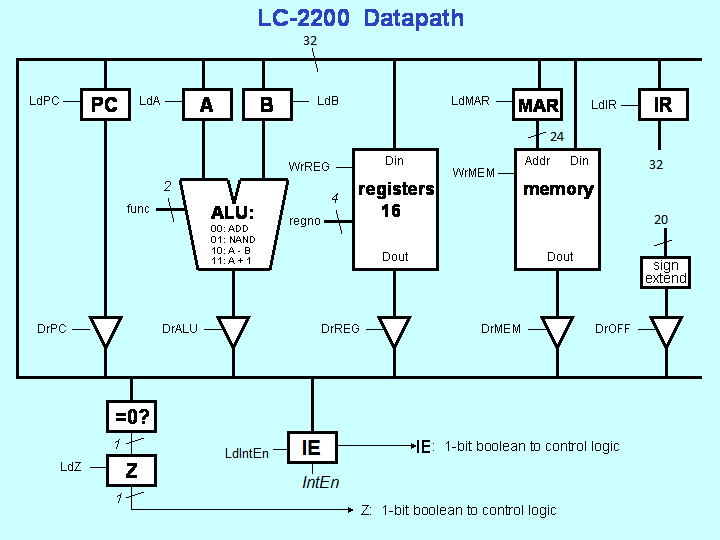 LC-2200 Datapath
32
LdPC
PC
LdA
A
B
LdB
LdMAR
MAR
LdIR
IR
24
32
WrREG
Din
registers
16
WrMEM
Addr
Din
memory
2
func
ALU:
00: ADD
01: NAND
10: A - B
11: A + 1
4
regno
Dout
Dout
20
sign
extend
DrPC
DrALU
DrREG
DrMEM
DrOFF
=0?
1
LdIntEn
IE
IE: 1-bit boolean to control logic
IntEn
LdZ
Z
1
Z: 1-bit boolean to control logic